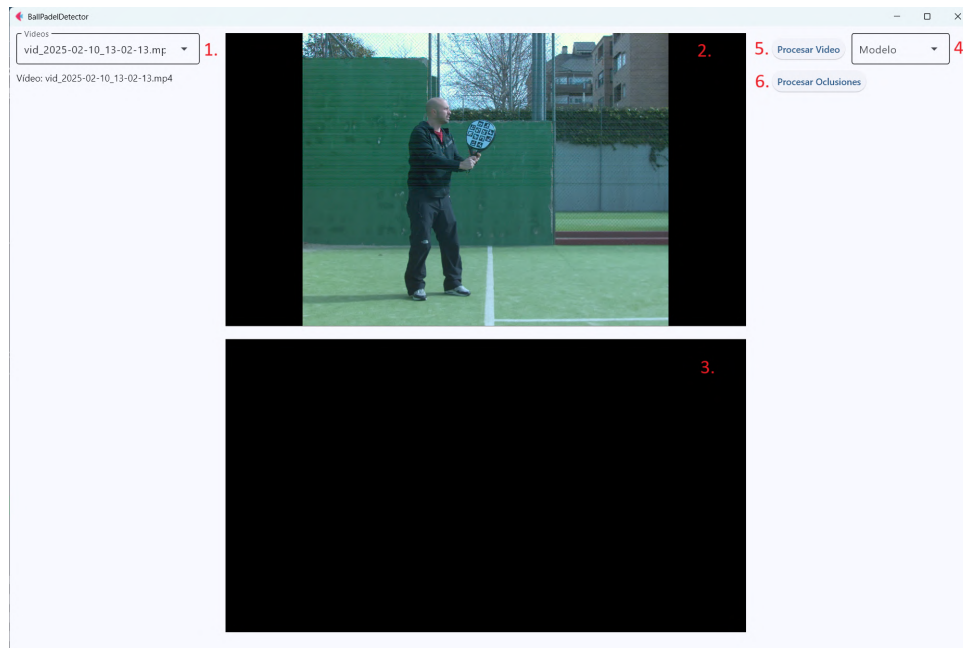 BallPadelDetector
Videos
vid_2025-02-10_13-02-13.mp
1.
Vídeo: vid_2025-02-10_13-02-13.mp4
2.
3.
5. Procesar Video
Modelo
4
6. Procesar Oclusiones